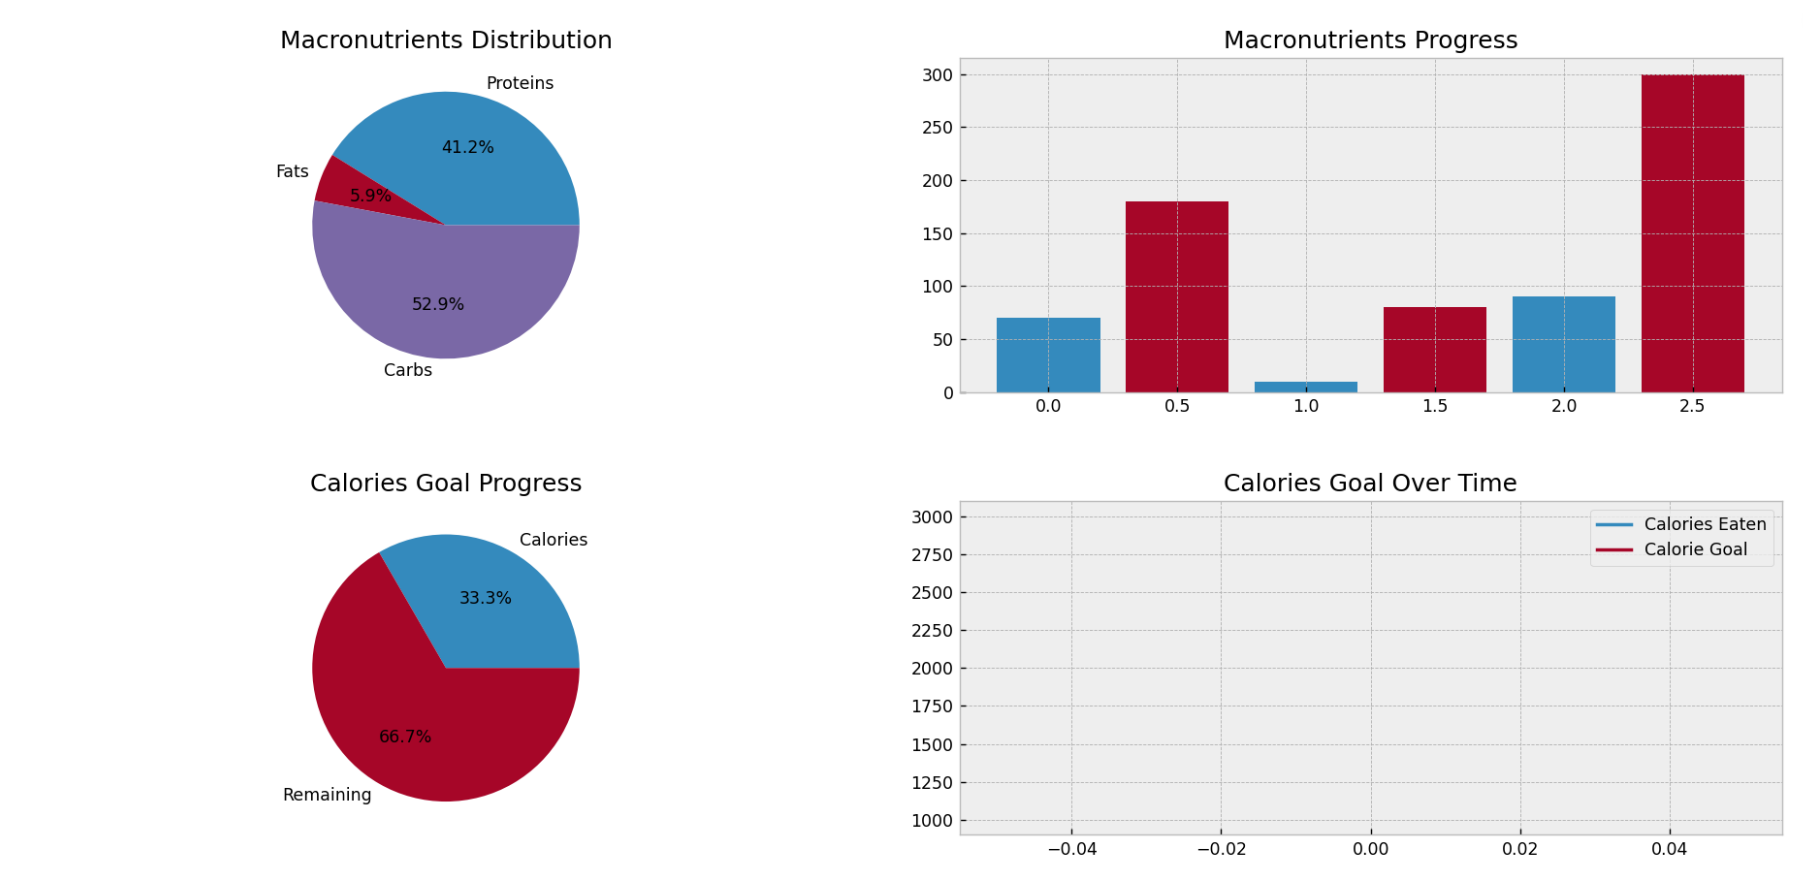 Macronutrients Distribution
Proteins
41.2%
Fats
5.9%
52.9%
Carbs
Macronutrients Progress
300
250
200
150
100
50
0
0.0 0.5 1.0 1.5 2.0 2.5
Calories Goal Progress
Calories
33.3%
66.7%
Remaining
Calories Goal Over Time
Calories Eaten
Calorie Goal
3000
2750
2500
2250
2000
1750
1500
1250
1000
−0.04 −0.02 0.00 0.02 0.04